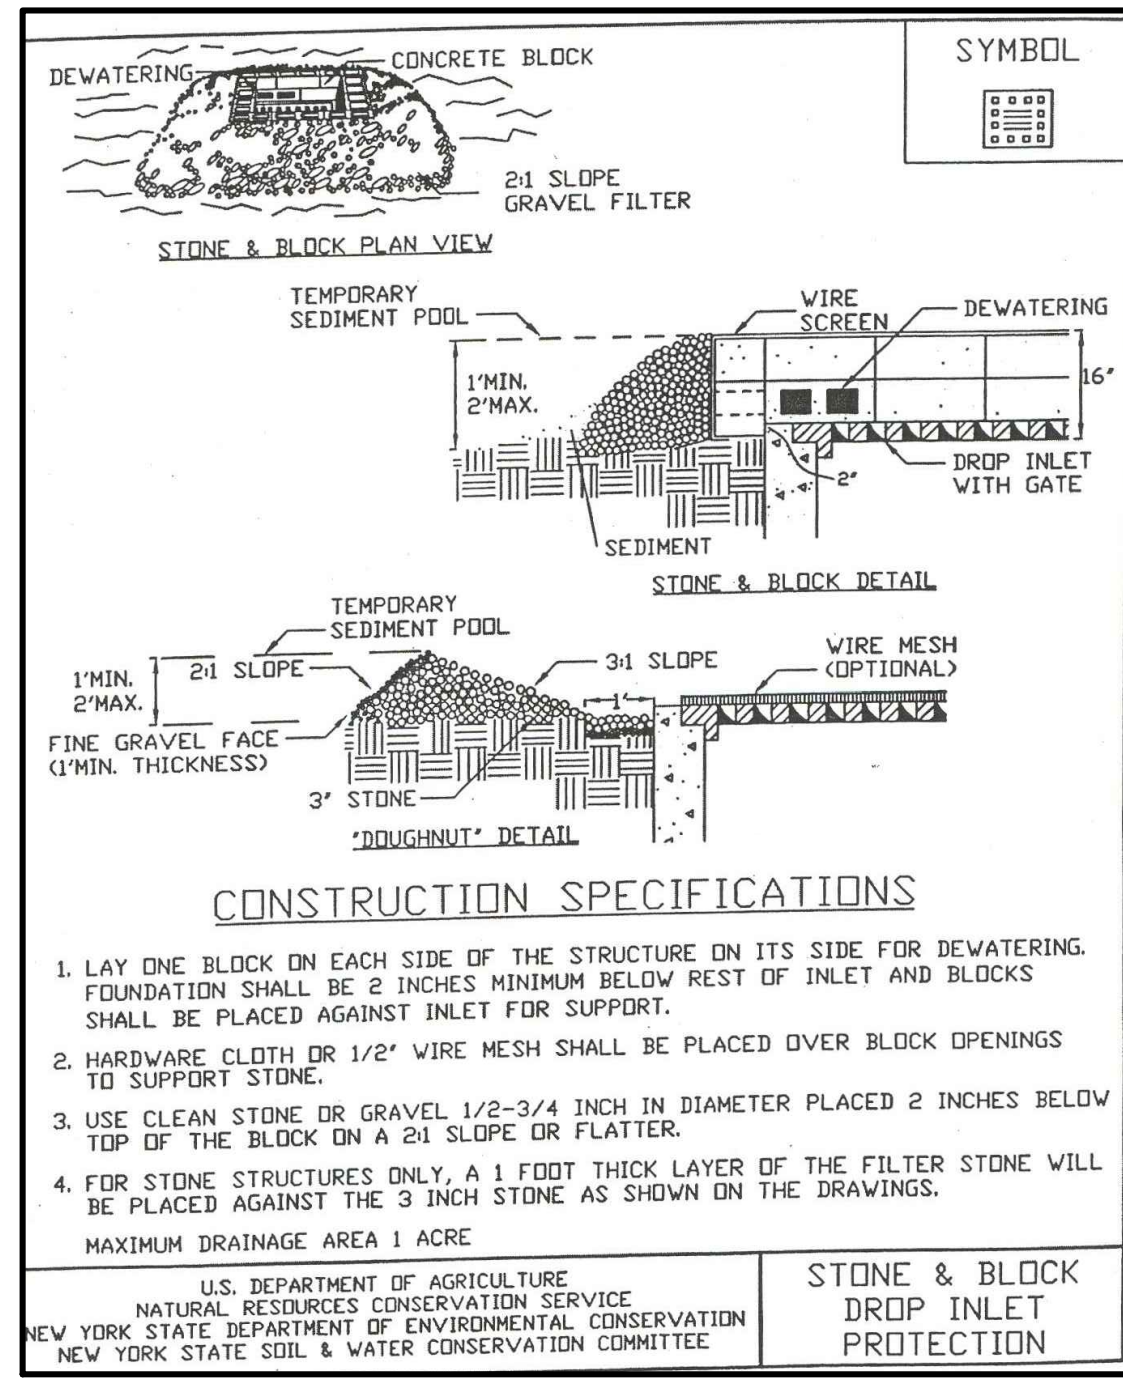 SYMBOL
DEWATERING
CONCRETE BLOCK
2:1 SLOPE
GRAVEL FILTER
STONE & BLOCK PLAN VIEW
TEMPORARY
SEDIMENT POOL
WIRE
SCREEN
DEWATERING
1'MIN.
2'MAX.
16"
DROP INLET
WITH GATE
2"
SEDIMENT
STONE & BLOCK DETAIL
TEMPORARY
SEDIMENT POOL
2:1 SLOPE
3:1 SLOPE
WIRE MESH
(OPTIONAL)
1'MIN.
2'MAX.
1'
FINE GRAVEL FACE
(1'MIN. THICKNESS)
3" STONE
"DOUGHNUT" DETAIL
CONSTRUCTION SPECIFICATIONS
1. LAY ONE BLOCK ON EACH SIDE OF THE STRUCTURE ON ITS SIDE FOR DEWATERING.
FOUNDATION SHALL BE 2 INCHES MINIMUM BELOW REST OF INLET AND BLOCKS
SHALL BE PLACED AGAINST INLET FOR SUPPORT.
2. HARDWARE CLOTH OR 1/2" WIRE MESH SHALL BE PLACED OVER BLOCK OPENINGS
TO SUPPORT STONE.
3. USE CLEAN STONE OR GRAVEL 1/2-3/4 INCH IN DIAMETER PLACED 2 INCHES BELOW
TOP OF THE BLOCK ON A 2:1 SLOPE OR FLATTER.
4. FOR STONE STRUCTURES ONLY, A 1 FOOT THICK LAYER OF THE FILTER STONE WILL
BE PLACED AGAINST THE 3 INCH STONE AS SHOWN ON THE DRAWINGS.
MAXIMUM DRAINAGE AREA 1 ACRE
U.S. DEPARTMENT OF AGRICULTURE
NATURAL RESOURCES CONSERVATION SERVICE
NEW YORK STATE DEPARTMENT OF ENVIRONMENTAL CONSERVATION
NEW YORK STATE SOIL & WATER CONSERVATION COMMITTEE
STONE & BLOCK
DROP INLET
PROTECTION